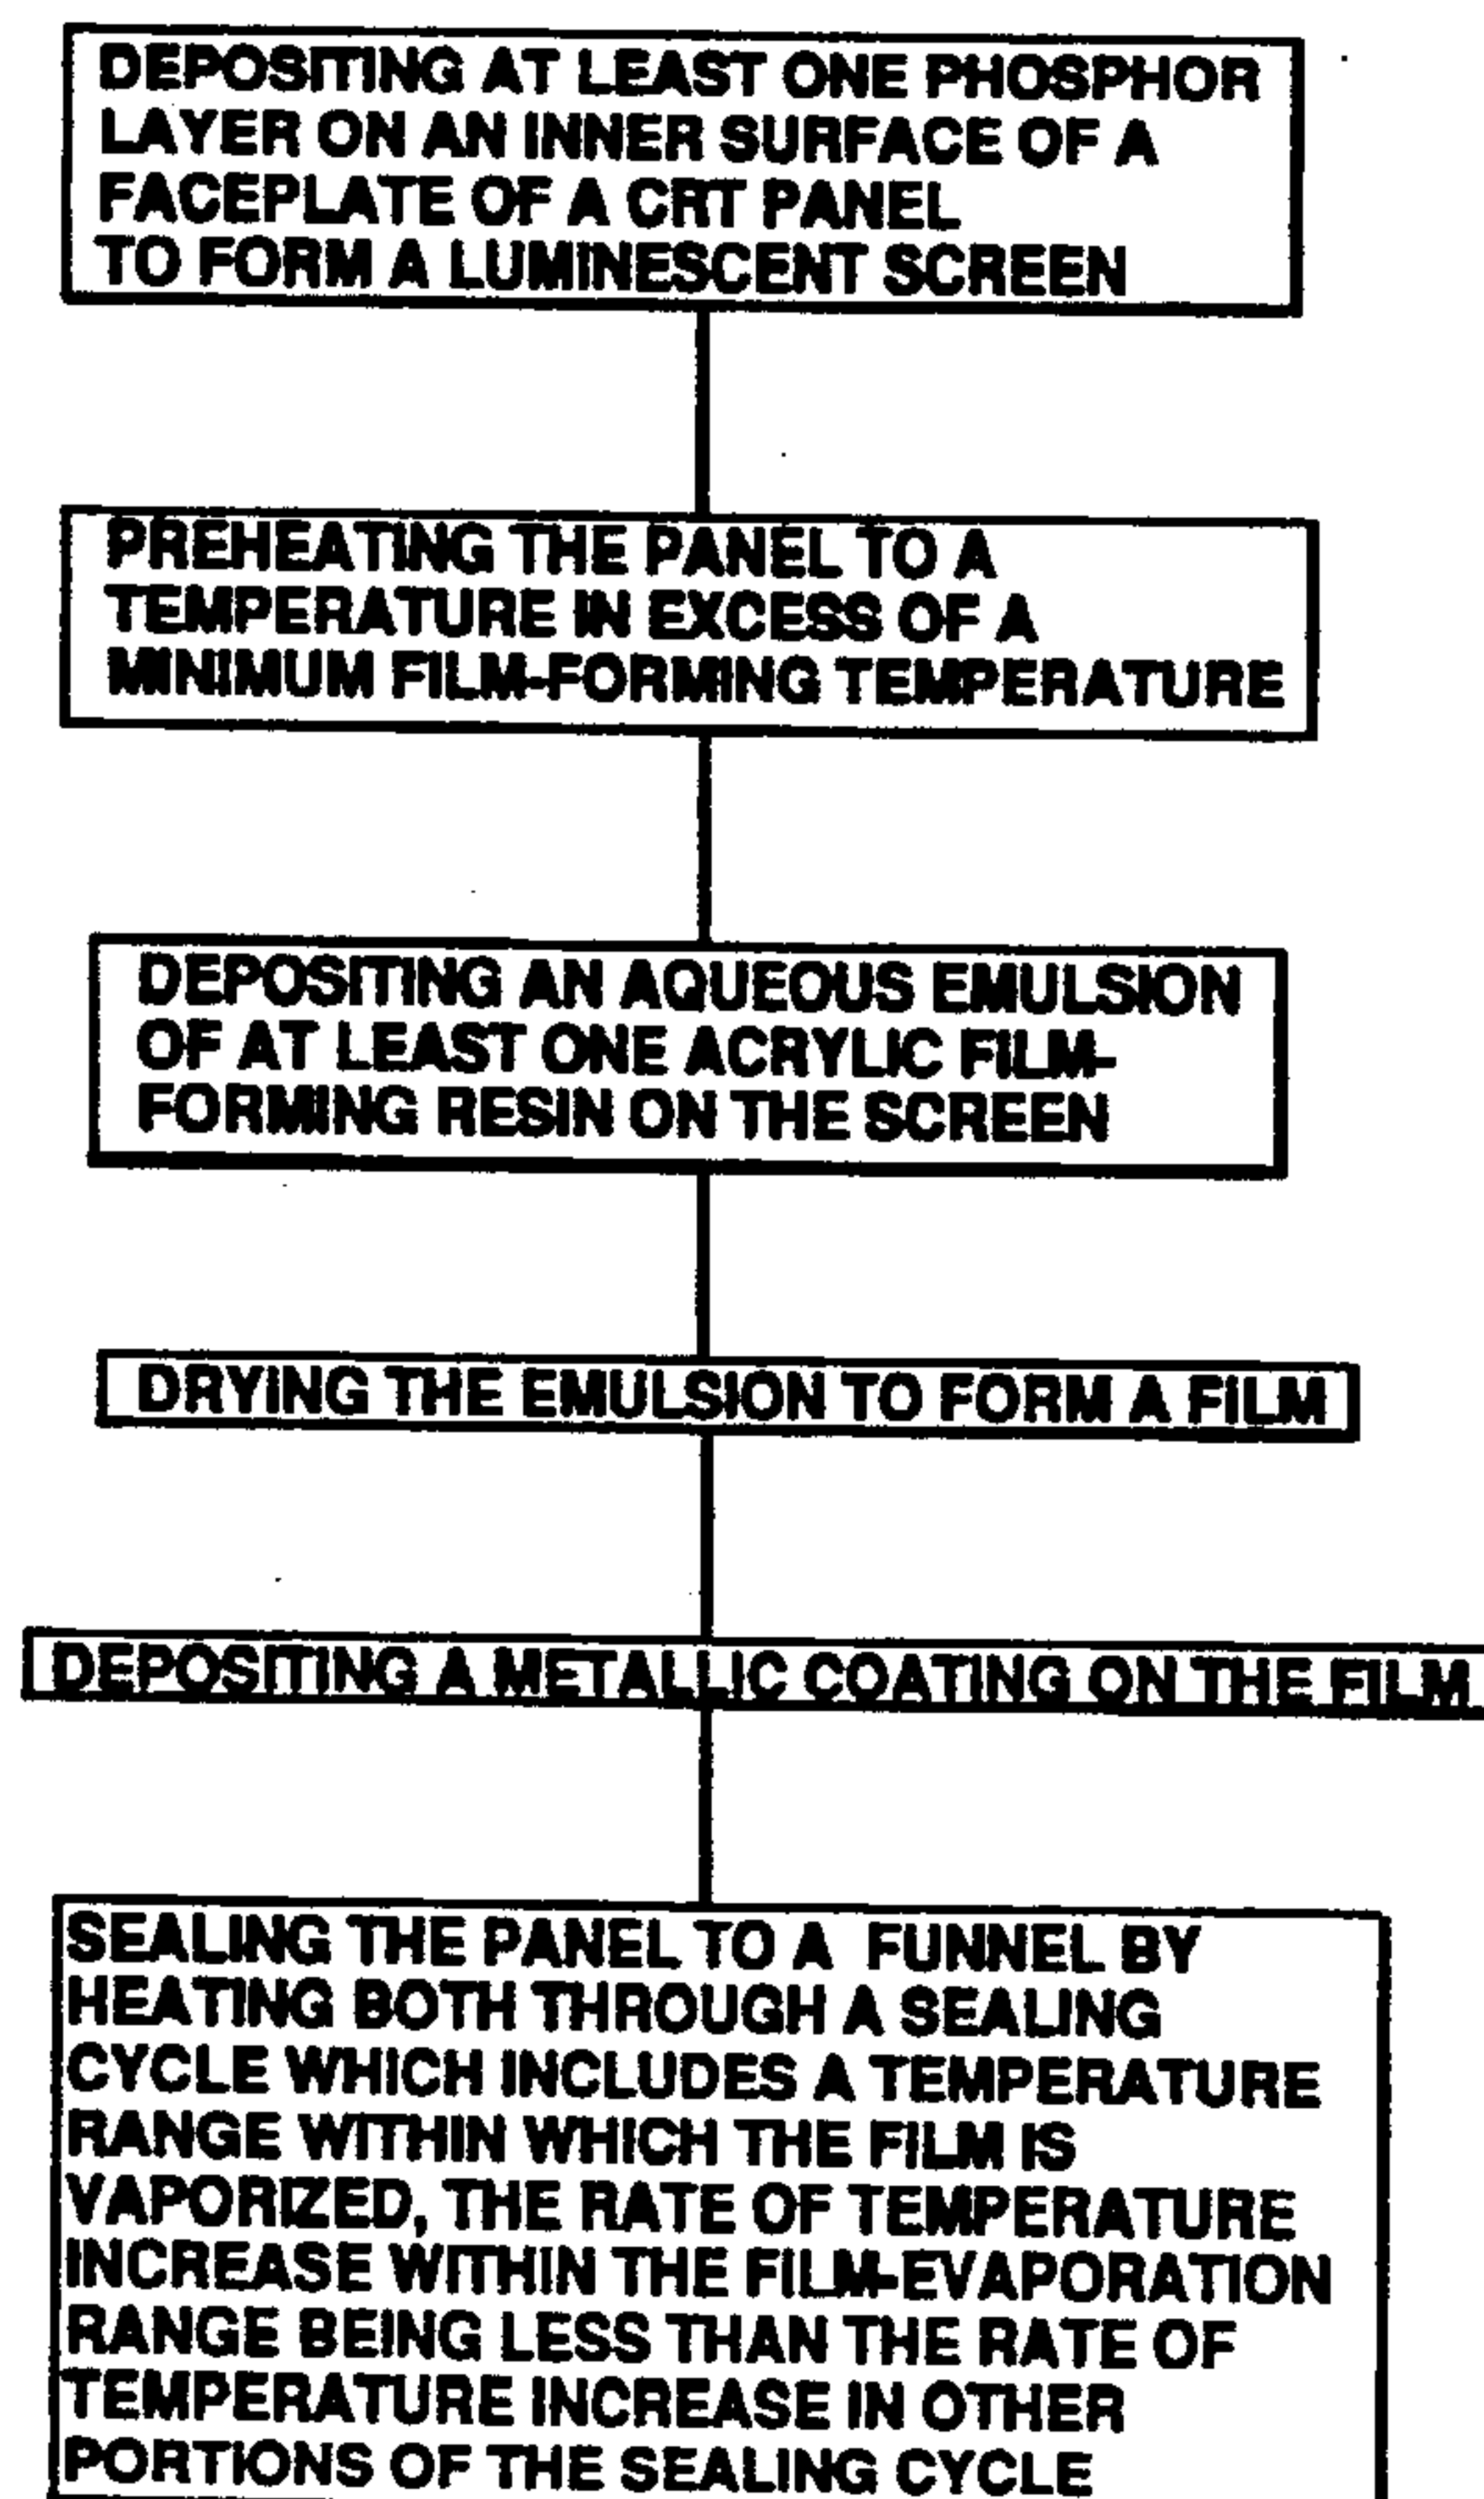 DEPOSITING AT LEAST ONE PHOSPHOR
LAYER ON AN INNER SURFACE OF A
FACEPLATE OF A CRT PANEL
TO FORM A LUMINESCENT SCREEN
PREHEATING THE PANEL TO A
TEMPERATURE IN EXCESS OF A
MINIMUM FILM-FORMING TEMPERATURE
DEPOSITING AN AQUEOUS EMULSION
OF AT LEAST ONE ACRYLIC FILM-
FORMING RESIN ON THE SCREEN
DRYING THE EMULSION TO FORM A FILM
DEPOSITING A METALLIC COATING ON THE FILM
SEALING THE PANEL TO A FUNNEL BY
HEATING BOTH THROUGH A SEALING
CYCLE WHICH INCLUDES A TEMPERATURE
RANGE WITHIN WHICH THE FILM IS
VAPORIZED, THE RATE OF TEMPERATURE
INCREASE WITHIN THE FILM-EVAPORATION
RANGE BEING LESS THAN THE RATE OF
TEMPERATURE INCREASE IN OTHER
PORTIONS OF THE SEALING CYCLE